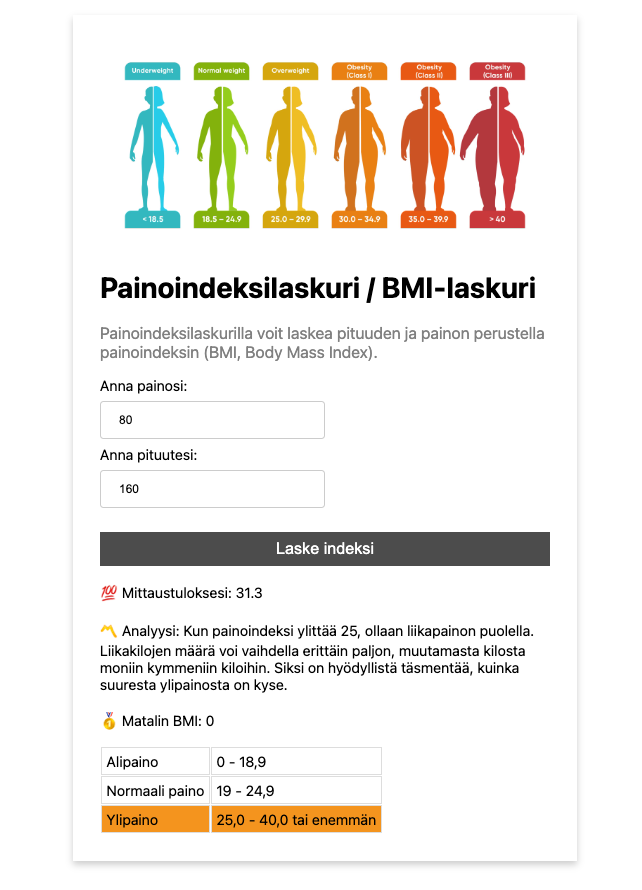 Underweight
Normal weight
Overweight
Obesity
(Class I)
Obesity
(Class II)
Obesity
(Class III)
< 18.5
18.5 – 24.9
25.0 – 29.9
30.0 – 34.9
35.0 – 39.9
> 40
Painoindeksilaskuri / BMI-laskuri
Painoindeksilaskurilla voit laskea pituuden ja painon perustella
painoindeksin (BMI, Body Mass Index).
Anna painosi:
80
Anna pituutesi:
160
Laske indeksi
💯 Mittaustuloksesi: 31.3
〽️ Analyysi: Kun painoindeksi ylittää 25, ollaan liikapainon puolella.
Liikakilojen määrä voi vaihdella erittäin paljon, muutamasta kilosta
moniin kymmeniin kiloihin. Siksi on hyödyllistä täsmentää, kuinka
suuresta ylipainosta on kyse.
🥇 Matalin BMI: 0
Alipaino 0 - 18,9
Normaali paino 19 - 24,9
Ylipaino 25,0 - 40,0 tai enemmän